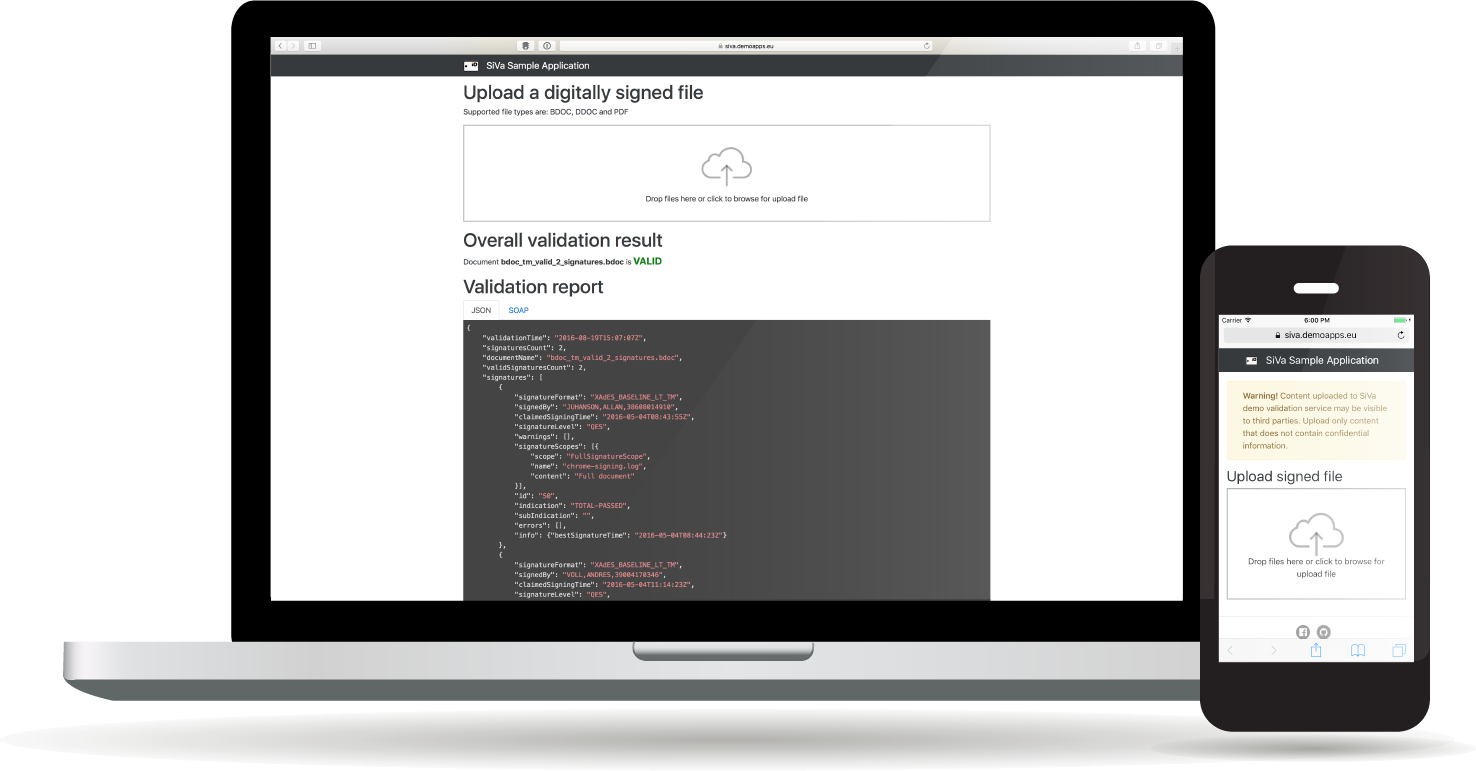 siva.demoapps.eu
SiVa Sample Application
Upload a digitally signed file
Supported file types are: BDOC, DDOC and PDF
Drop files here or click to browse for upload file
Overall validation result
Document bdoc_tm_valid_2_signatures.bdoc is VALID
Validation report
JSON SOAP
{
"validationTime": "2016-08-19T15:07:07Z",
"signaturesCount": 2,
"documentName": "bdoc_tm_valid_2_signatures.bdoc",
"validSignaturesCount": 2,
"signatures": [
{
"signatureFormat": "XAdES_BASELINE_LT_TM",
"signedBy": "JUHANSON,ALLAN,38608014910",
"claimedSigningTime": "2016-05-04T08:43:55Z",
"signatureLevel": "QES",
"warnings": [],
"signatureScopes": [{
"scope": "FullSignatureScope",
"name": "chrome-signing.log",
"content": "Full document"
}],
"id": "S0",
"indication": "TOTAL-PASSED",
"subIndication": "",
"errors": [],
"info": {"bestSignatureTime": "2016-05-04T08:44:23Z"}
},
{
"signatureFormat": "XAdES_BASELINE_LT_TM",
"signedBy": "VOLL,ANDRES,39004170346",
"claimedSigningTime": "2016-05-04T11:14:23Z",
"signatureLevel": "QES",
Carrier 6:00 PM
siva.demoapps.eu
SiVa Sample Application
Warning! Content uploaded to SiVa
demo validation service may be visible
to third parties. Upload only content
that does not contain confidential
information.
Upload signed file
Drop files here or click to browse for
upload file